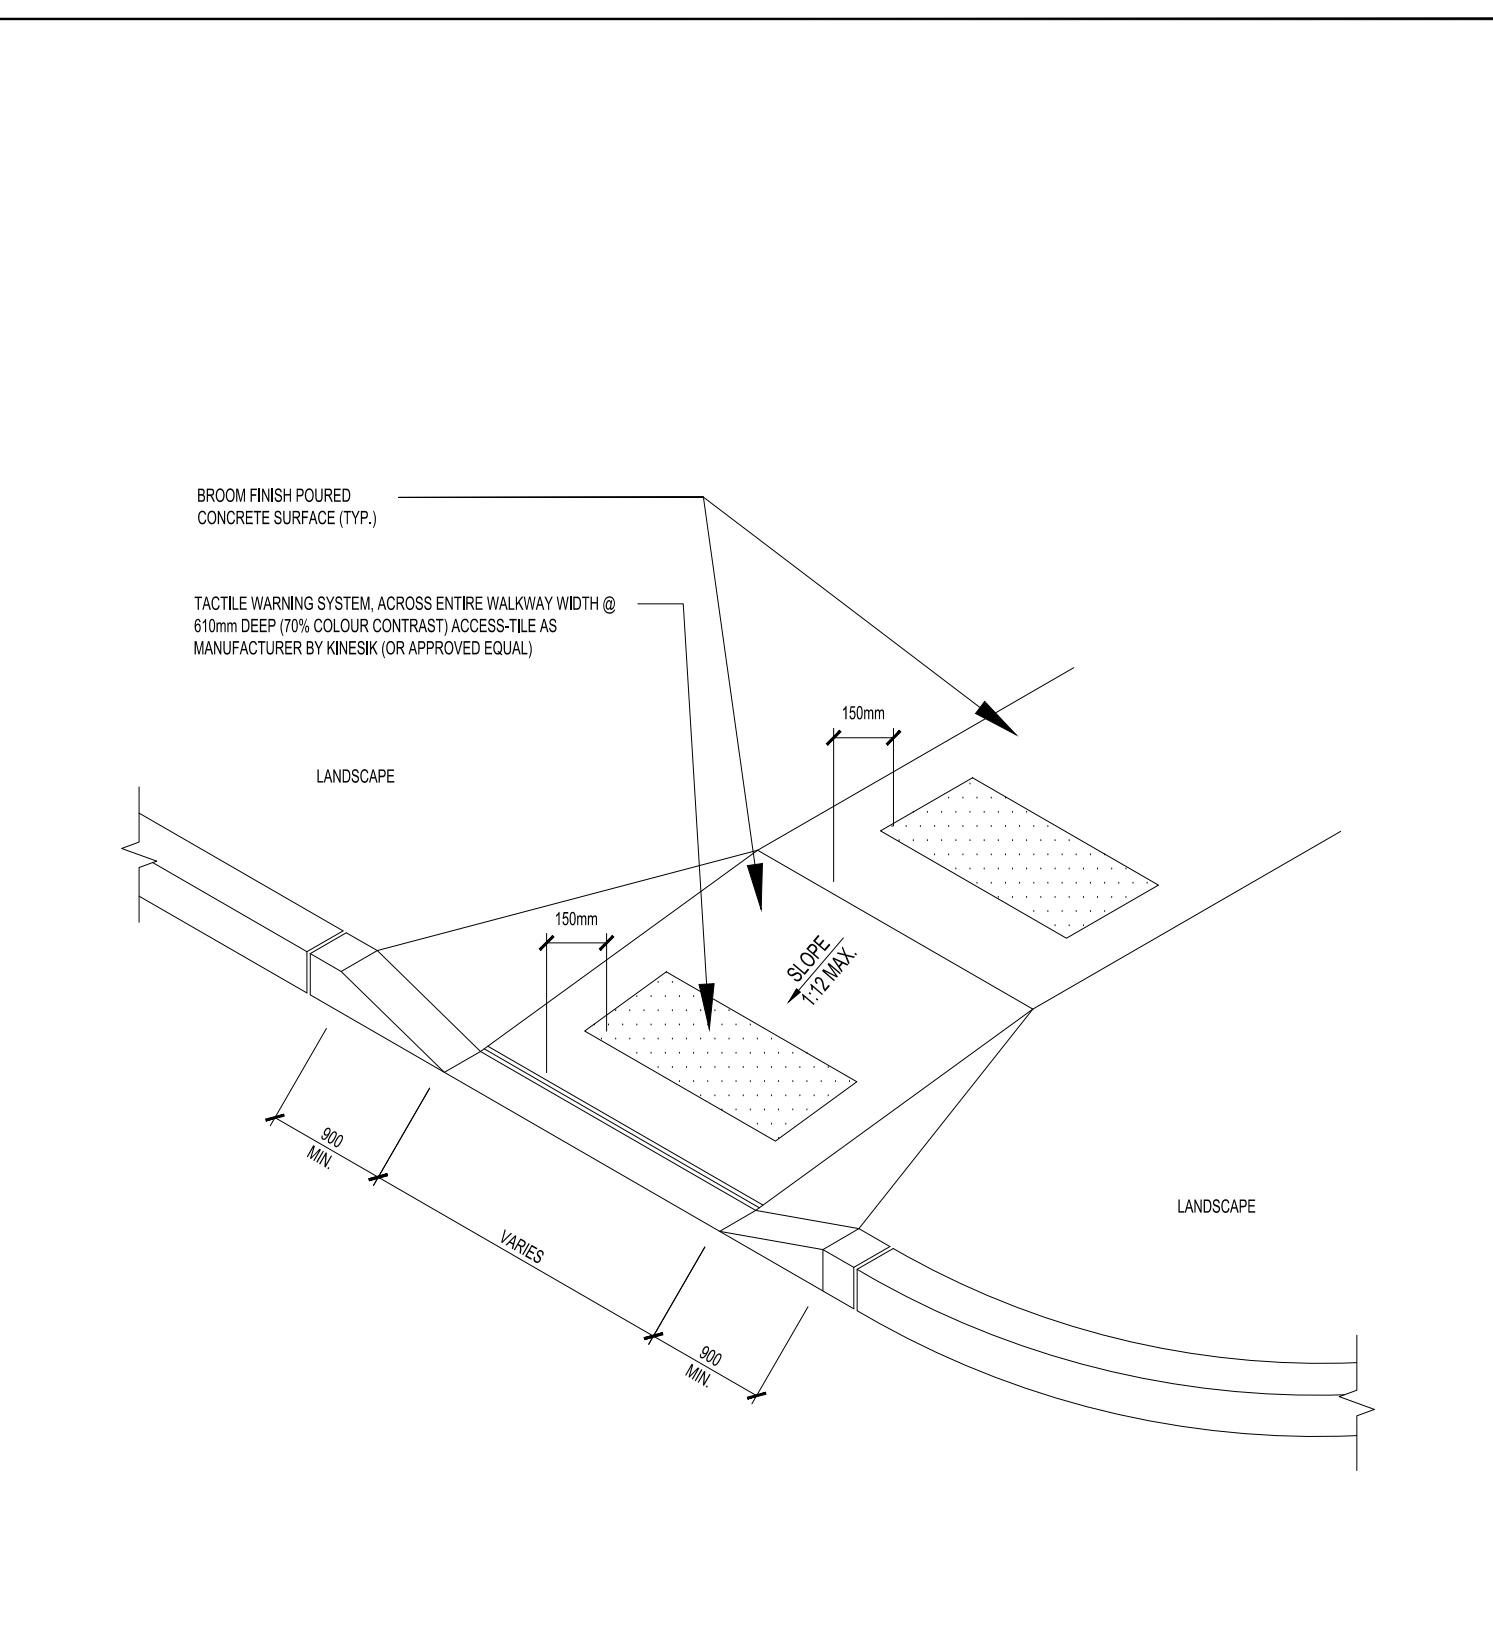 BROOM FINISH POURED
CONCRETE SURFACE (TYP.)
TACTILE WARNING SYSTEM, ACROSS ENTIRE WALKWAY WIDTH @
610mm DEEP (70% COLOUR CONTRAST) ACCESS-TILE AS
MANUFACTURER BY KINESIK (OR APPROVED EQUAL)
150mm
LANDSCAPE
150mm
SLOPE
1:12 MAX.
900
MIN.
LANDSCAPE
VARIES
900
MIN.